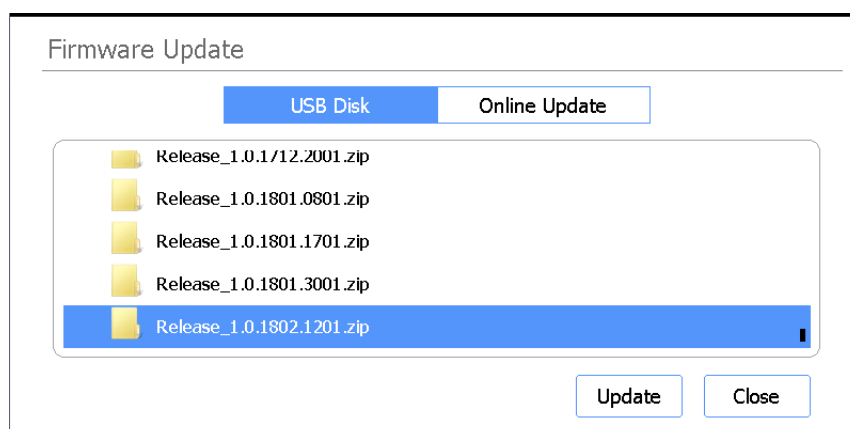 Firmware Update
USB Disk Online Update
Release_1.0.1712.2001.zip
Release_1.0.1801.0801.zip
Release_1.0.1801.1701.zip
Release_1.0.1801.3001.zip
Release_1.0.1802.1201.zip
Update Close